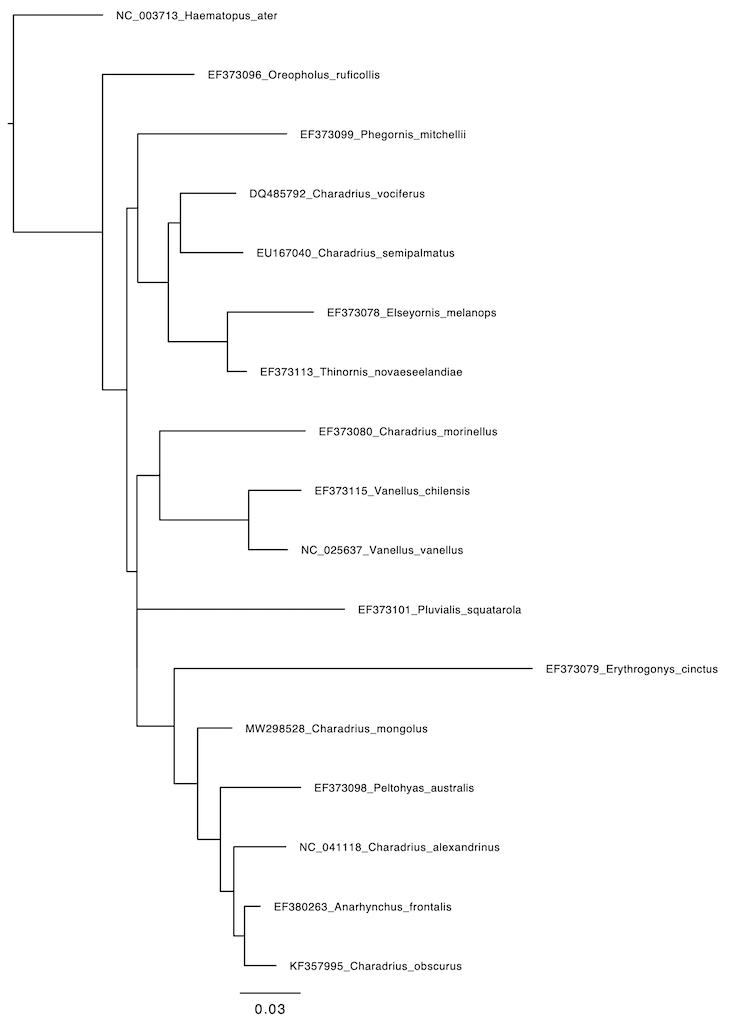 NC_003713_Haematopus_ater
EF373096_Oreopholus_ruficollis
EF373099_Phegornis_mitchellii
DQ485792_Charadrius_vociferus
EU167040_Charadrius_semipalmatus
EF373078_Elseyornis_melanops
EF373113_Thinornis_novaeseelandiae
EF373080_Charadrius_morinellus
EF373115_Vanellus_chilensis
NC_025637_Vanellus_vanellus
EF373101_Pluvialis_squatarola
EF373079_Erythrogonys_cinctus
MW298528_Charadrius_mongolus
EF373098_Peltohyas_australis
NC_041118_Charadrius_alexandrinus
EF380263_Anarhynchus_frontalis
KF357995_Charadrius_obscurus
0.03